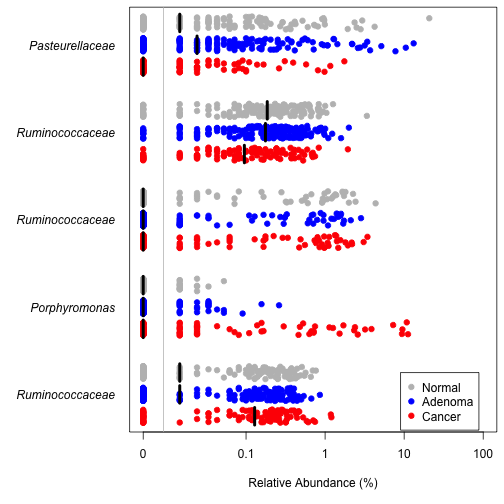 Pasteurellaceae
Ruminococcaceae
Ruminococcaceae
Porphyromonas
Ruminococcaceae
Normal
Adenoma
Cancer
0 0.1 1 10 100
Relative Abundance (%)